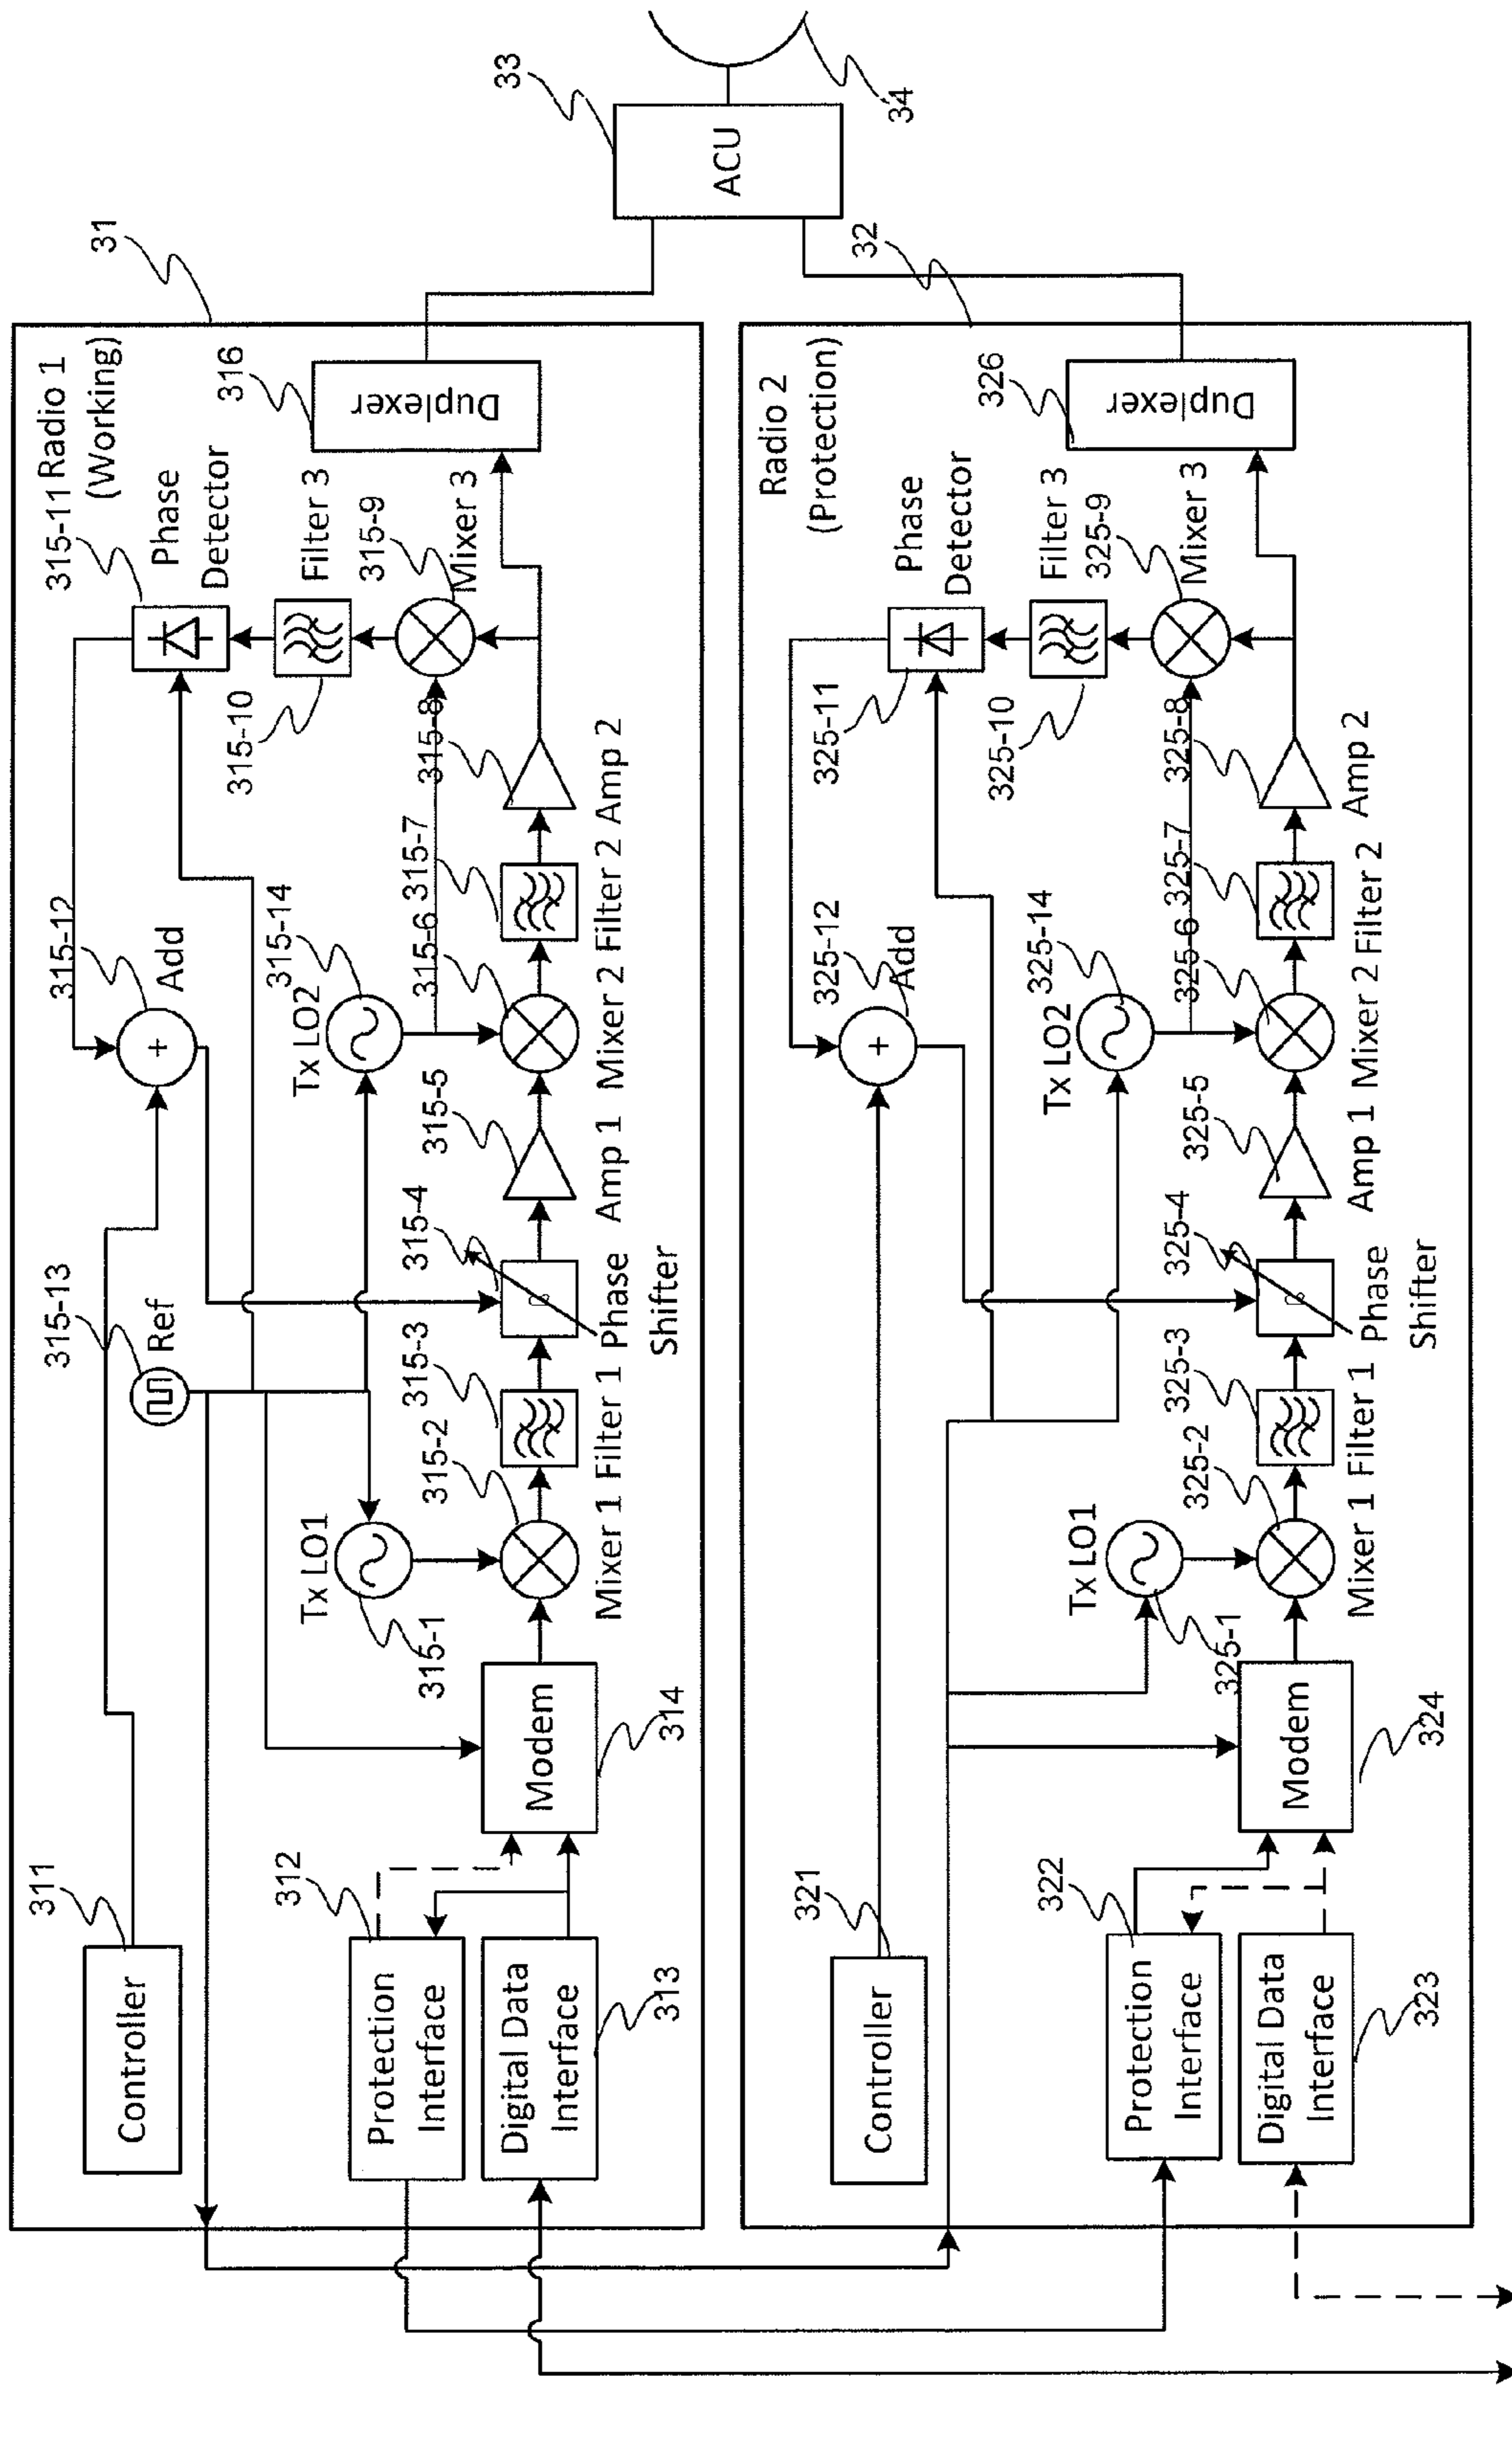 31
Radio 1
(Working)
311
Controller
312
Protection
Interface
Digital Data
Interface
313
Modem
314
315-13
Ref
315-12
Add
315-11
Phase
Detector
Filter 3
315-10
315-9
Mixer 3
316
Duplexer
Tx LO1
315-1
Tx LO2
315-14
315-2
315-3
315-4
315-5
315-6
315-7
315-8
Mixer 1 Filter 1 Phase
Shifter
Amp 1 Mixer 2 Filter 2 Amp 2
33
ACU
34
32
Radio 2
(Protection)
321
Controller
322
Protection
Interface
Digital Data
Interface
323
Modem
324
325-12
Add
325-11
Phase
Detector
Filter 3
325-10
325-9
Mixer 3
326
Duplexer
Tx LO1
325-1
Tx LO2
325-14
325-2
325-3
325-4
325-5
325-6
325-7
325-8
Mixer 1 Filter 1 Phase
Shifter
Amp 1 Mixer 2 Filter 2 Amp 2